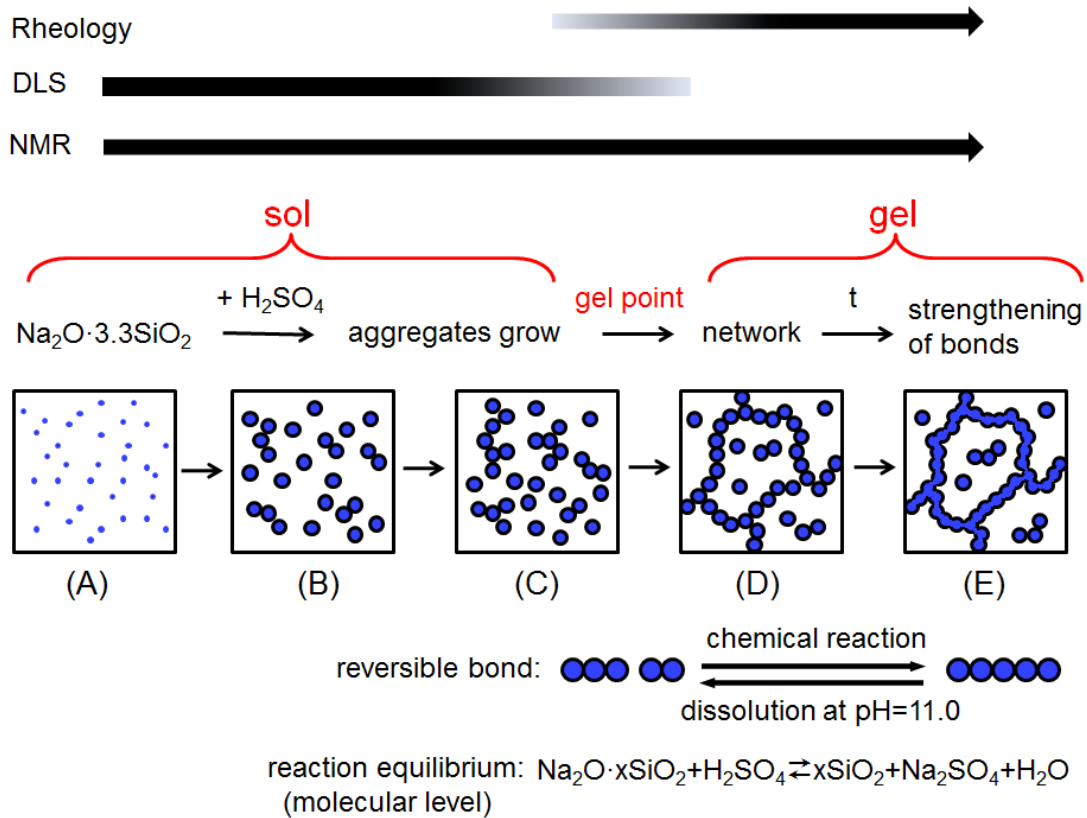 Rheology
DLS
NMR
sol
gel
+ H₂SO₄
gel point
t
Na₂O·3.3SiO₂
aggregates grow
network
strengthening
of bonds
(A)
(B)
(C)
(D)
(E)
chemical reaction
reversible bond:
dissolution at pH=11.0
reaction equilibrium: Na₂O·xSiO₂+H₂SO₄⇄xSiO₂+Na₂SO₄+H₂O
(molecular level)